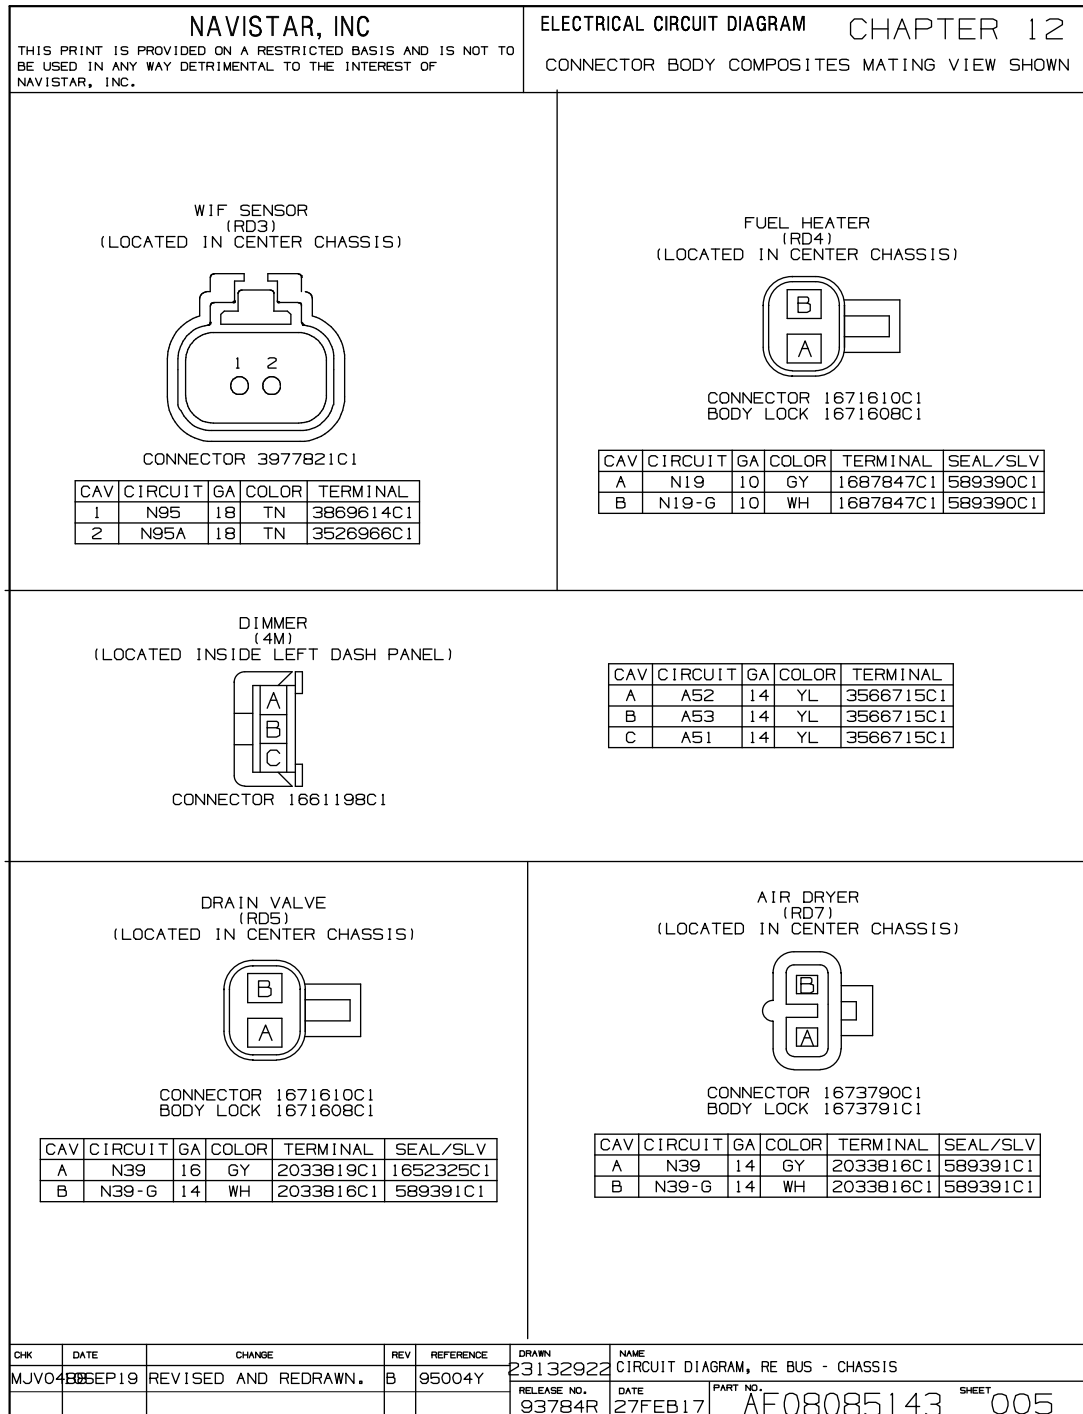 NAVISTAR, INC
THIS PRINT IS PROVIDED ON A RESTRICTED BASIS AND IS NOT TO
BE USED IN ANY WAY DETRIMENTAL TO THE INTEREST OF
NAVISTAR, INC.
ELECTRICAL CIRCUIT DIAGRAM CHAPTER 12
CONNECTOR BODY COMPOSITES MATING VIEW SHOWN
WIF SENSOR
(RD3)
(LOCATED IN CENTER CHASSIS)
1 2
CONNECTOR 3977821C1
CAV CIRCUIT GA COLOR TERMINAL
1 N95 18 TN 3869614C1
2 N95A 18 TN 3526966C1
FUEL HEATER
(RD4)
(LOCATED IN CENTER CHASSIS)
B
A
CONNECTOR 1671610C1
BODY LOCK 1671608C1
CAV CIRCUIT GA COLOR TERMINAL SEAL/SLV
A N19 10 GY 1687847C1 589390C1
B N19-G 10 WH 1687847C1 589390C1
DIMMER
(4M)
(LOCATED INSIDE LEFT DASH PANEL)
A
B
C
CONNECTOR 1661198C1
CAV CIRCUIT GA COLOR TERMINAL
A A52 14 YL 3566715C1
B A53 14 YL 3566715C1
C A51 14 YL 3566715C1
DRAIN VALVE
(RD5)
(LOCATED IN CENTER CHASSIS)
B
A
CONNECTOR 1671610C1
BODY LOCK 1671608C1
CAV CIRCUIT GA COLOR TERMINAL SEAL/SLV
A N39 16 GY 2033819C1 1652325C1
B N39-G 14 WH 2033816C1 589391C1
AIR DRYER
(RD7)
(LOCATED IN CENTER CHASSIS)
B
A
CONNECTOR 1673790C1
BODY LOCK 1673791C1
CAV CIRCUIT GA COLOR TERMINAL SEAL/SLV
A N39 14 GY 2033816C1 589391C1
B N39-G 14 WH 2033816C1 589391C1
CHK DATE CHANGE REV REFERENCE
REVISED AND REDRAWN. B 95004Y
DRAWN
23132922
NAME
CIRCUIT DIAGRAM, RE BUS - CHASSIS
RELEASE NO.
93784R
DATE
27FEB17
PART NO.
AF08085143
SHEET
005